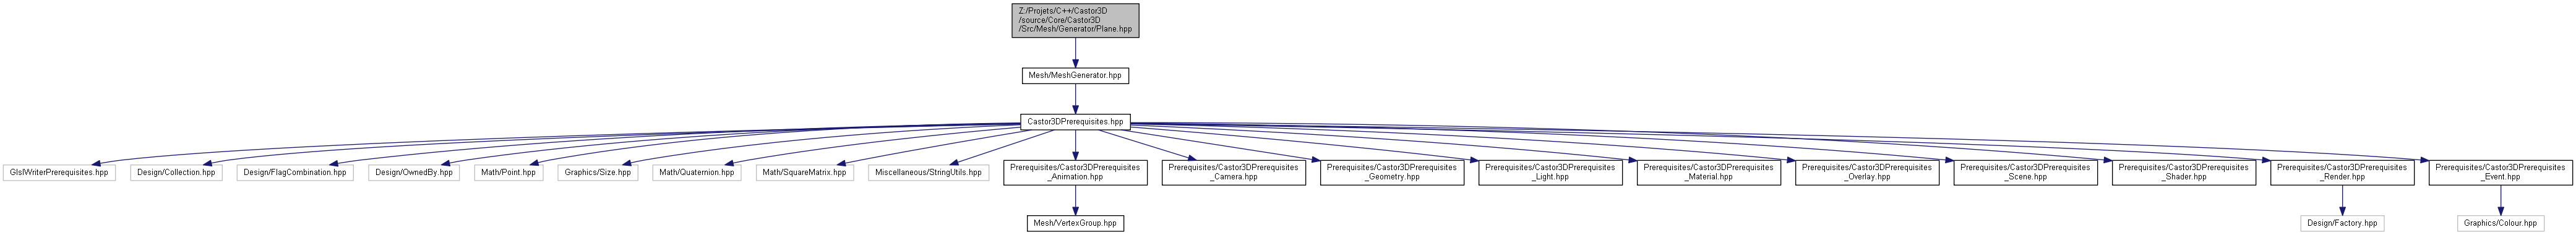 Z:/Projets/C++/Castor3D
/source/Core/Castor3D
/Src/Mesh/Generator/Plane.hpp
Mesh/MeshGenerator.hpp
Castor3DPrerequisites.hpp
GlslWriterPrerequisites.hpp
Design/Collection.hpp
Design/FlagCombination.hpp
Design/OwnedBy.hpp
Math/Point.hpp
Graphics/Size.hpp
Math/Quaternion.hpp
Math/SquareMatrix.hpp
Miscellaneous/StringUtils.hpp
Prerequisites/Castor3DPrerequisites
_Animation.hpp
Prerequisites/Castor3DPrerequisites
_Camera.hpp
Prerequisites/Castor3DPrerequisites
_Geometry.hpp
Prerequisites/Castor3DPrerequisites
_Light.hpp
Prerequisites/Castor3DPrerequisites
_Material.hpp
Prerequisites/Castor3DPrerequisites
_Overlay.hpp
Prerequisites/Castor3DPrerequisites
_Scene.hpp
Prerequisites/Castor3DPrerequisites
_Shader.hpp
Prerequisites/Castor3DPrerequisites
_Render.hpp
Prerequisites/Castor3DPrerequisites
_Event.hpp
Mesh/VertexGroup.hpp
Design/Factory.hpp
Graphics/Colour.hpp